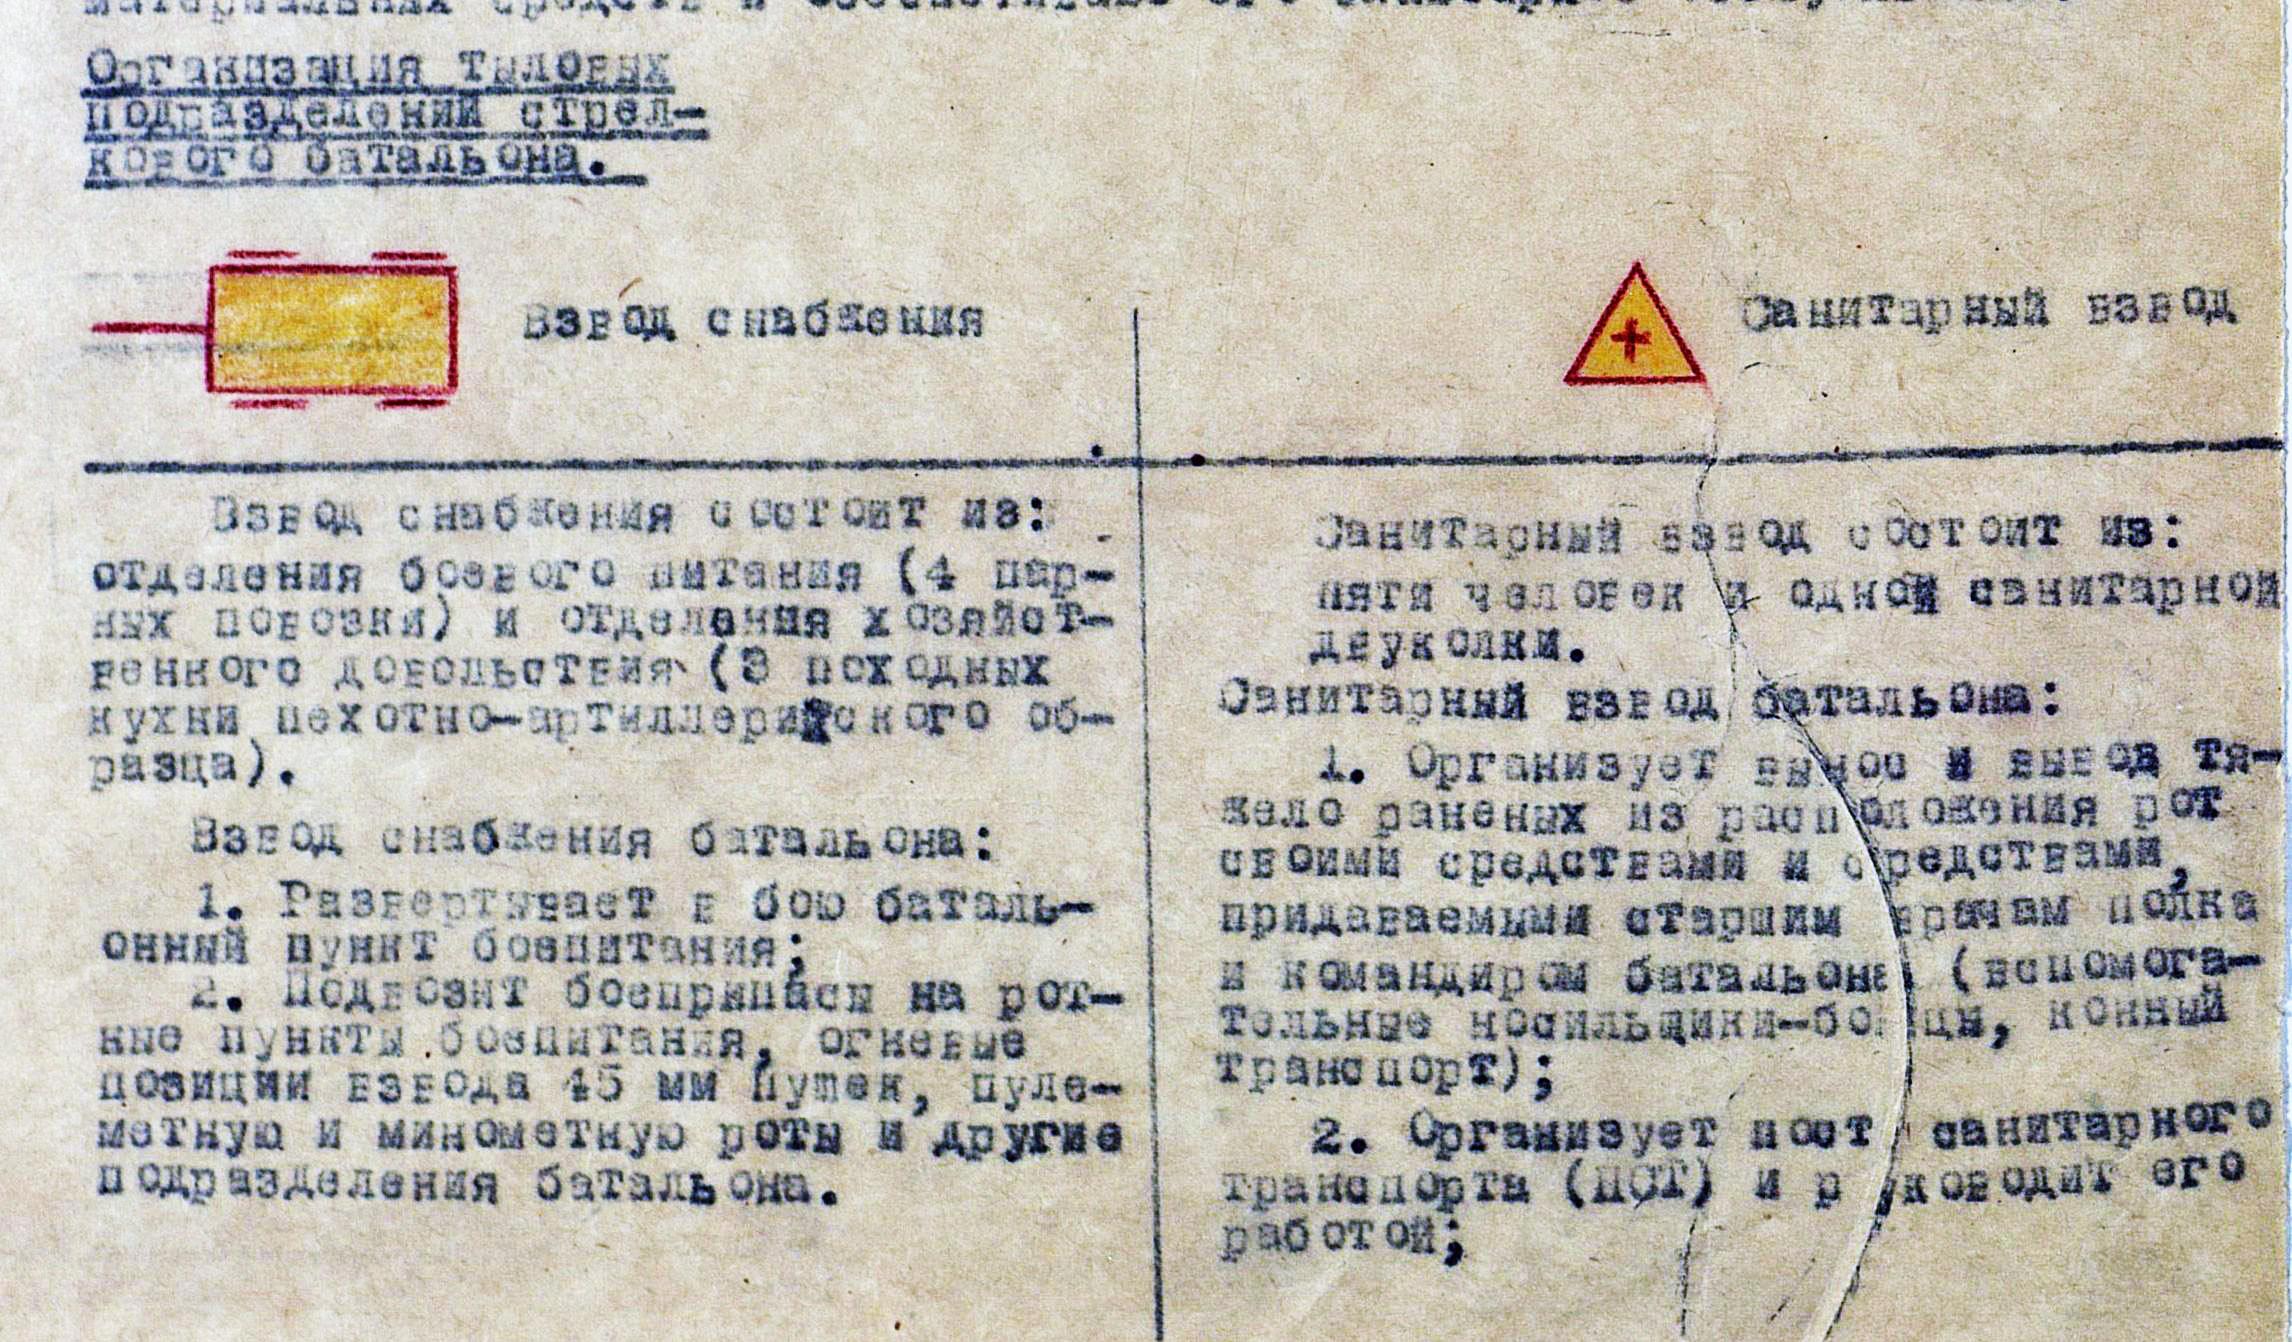 Организация тыловых
подразделений стрел-
кового батальона.
Взвод снабжения
Взвод снабжения состоит из:
отделения боевого питания (4 пар-
ных повозки) и отделения хозяйст-
венного довольствия (3 походных
кухни пехотно-артиллерийского об-
разца).
Взвод снабжения батальона:
1. Развертывает в бою баталь-
онный пункт боепитания;
2. Подвозит боеприпасы на рот-
ные пункты боепитания, огневые
позиции взвода 45 мм пушек, пуле-
метную и минометную роты и другие
подразделения батальона.
Санитарный взвод
Санитарный взвод состоит из:
пяти человек и одной санитарной
двуколки.
Санитарный взвод батальона:
1. Организует вынос и вывоз тя-
жело раненых из расположения рот
своими средствами и средствами,
придаваемыми старшим врачам полка
и командиром батальона (вспомога-
тельные носильщики-бойцы, конный
транспорт);
2. Организует пост санитарного
транспорта (ПСТ) и руководит его
работой;